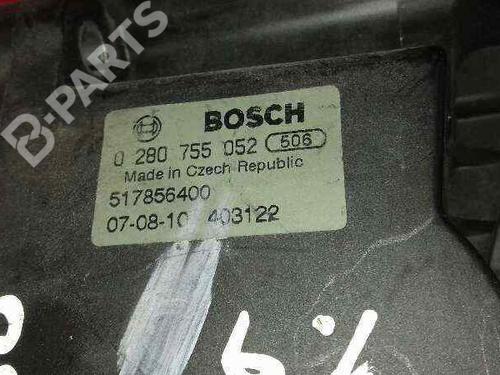 B-PARTS
BOSCH
0 280 755 052 506
Made in Czech Republic
517856400
07-08-10 403122